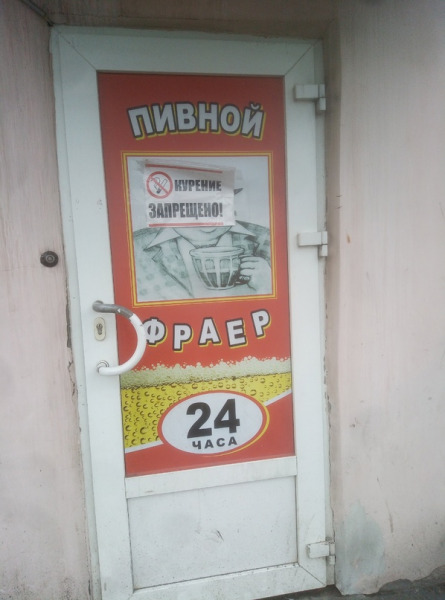 ПИВНОЙ
КУРЕНИЕ
ЗАПРЕЩЕНО!
ФРАЕР
24
ЧАСА